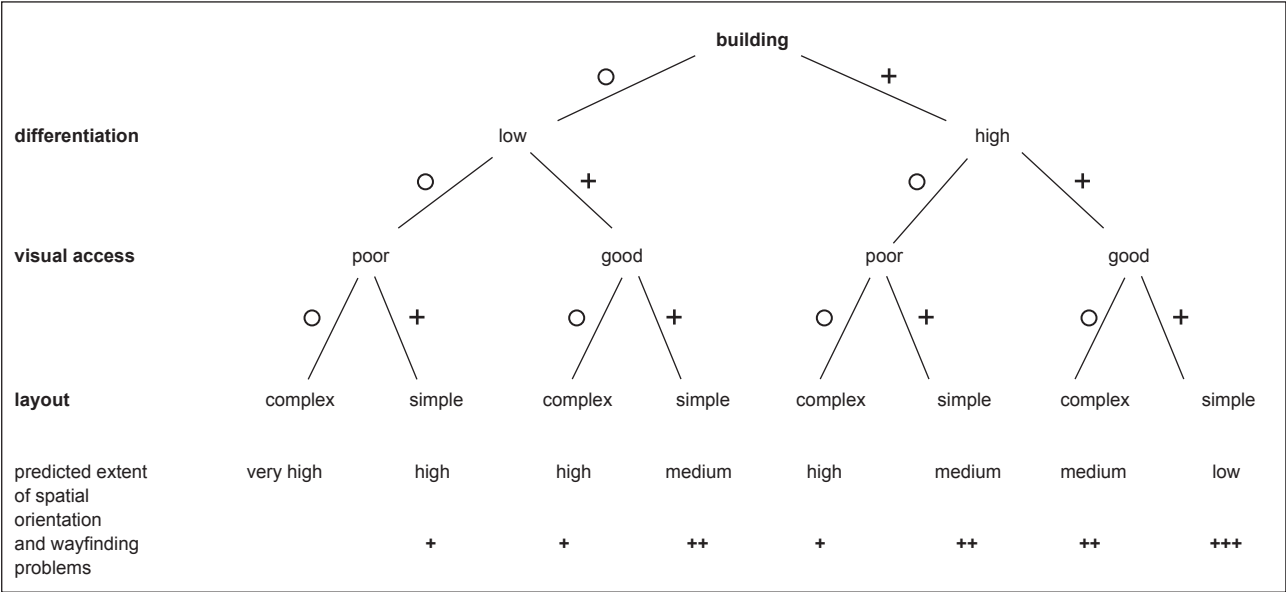 building
○ +
differentiation low high
○ + ○ +
visual access poor good poor good
○ + ○ + ○ + ○ +
layout complex simple complex simple complex simple complex simple
predicted extent very high high high medium high medium medium low
of spatial
orientation
and wayfinding + + ++ + ++ ++ +++
problems